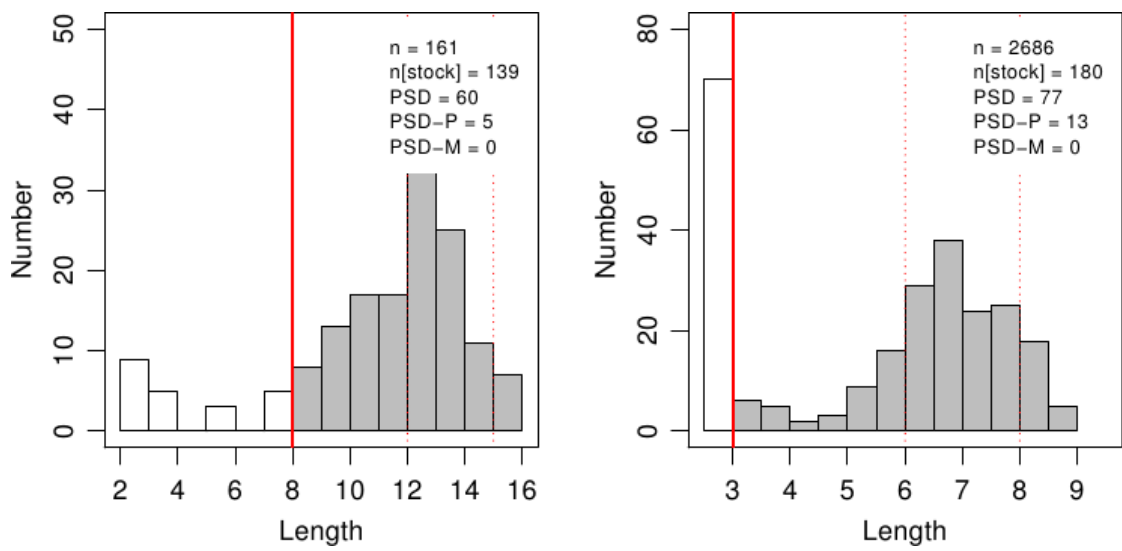 50
40
30
20
10
0
Number
n = 161
n[stock] = 139
PSD = 60
PSD−P = 5
PSD−M = 0
2 4 6 8 10 12 14 16
Length
80
60
40
20
0
Number
n = 2686
n[stock] = 180
PSD = 77
PSD−P = 13
PSD−M = 0
3 4 5 6 7 8 9
Length